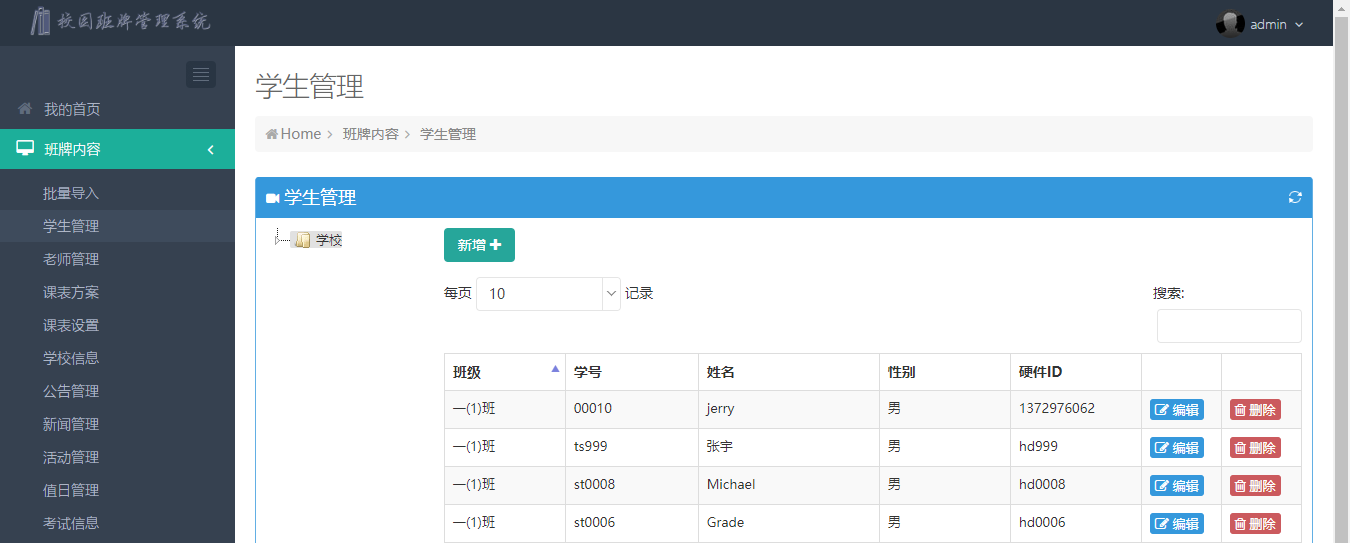 校园班牌管理系统
admin
我的首页
班牌内容
批量导入
学生管理
老师管理
课表方案
课表设置
学校信息
公告管理
新闻管理
活动管理
值日管理
考试信息
学生管理
Home > 班牌内容 > 学生管理
学生管理
学校
新增
每页 10 记录
搜索:
班级 学号 姓名 性别 硬件ID
一(1)班 00010 jerry 男 1372976062 编辑 删除
一(1)班 ts999 张宇 男 hd999 编辑 删除
一(1)班 st0008 Michael 男 hd0008 编辑 删除
一(1)班 st0006 Grade 男 hd0006 编辑 删除